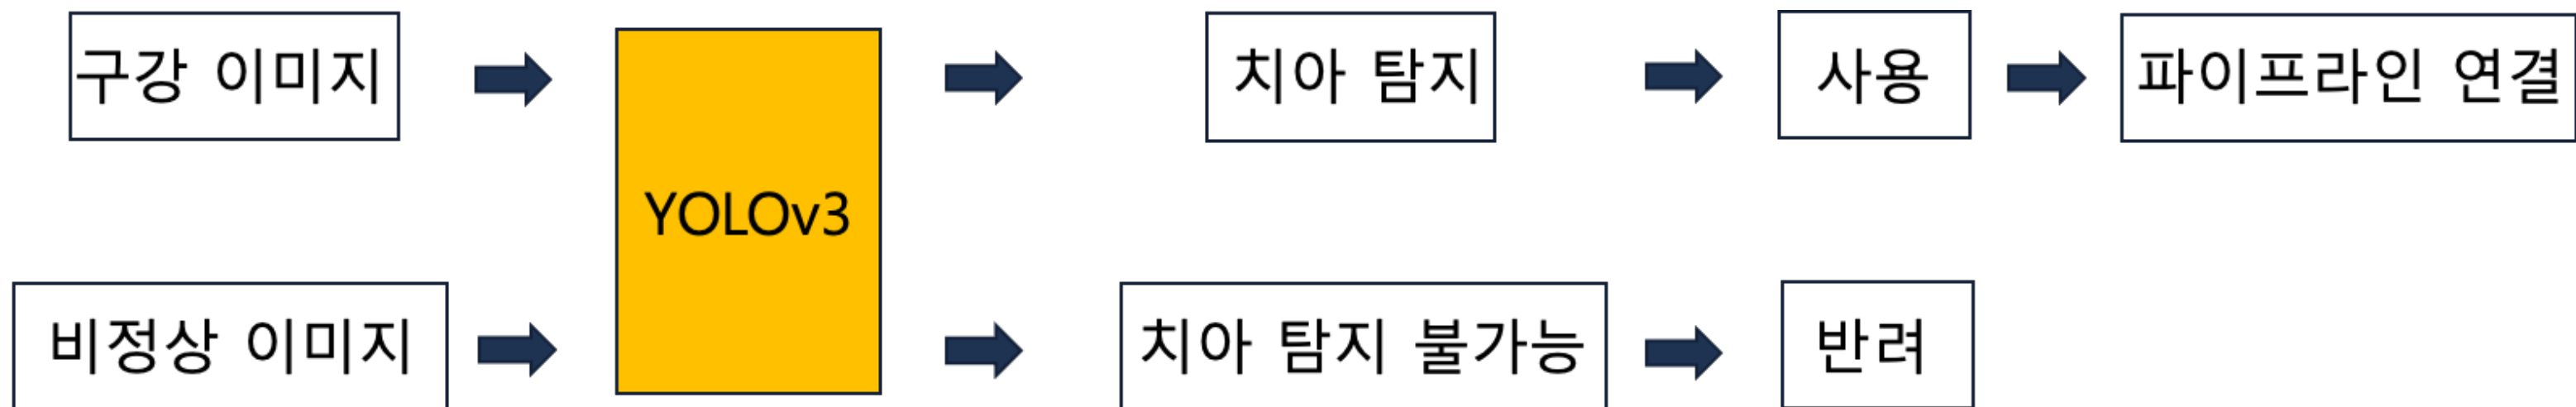 구강 이미지
치아 탐지
사용
파이프라인 연결
YOLOv3
비정상 이미지
치아 탐지 불가능
반려